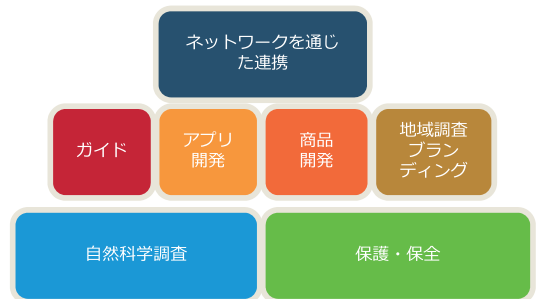 ネットワークを通じ
た連携
ガイド
アプリ
開発
商品
開発
地域調査
ブラン
ディング
自然科学調査
保護・保全